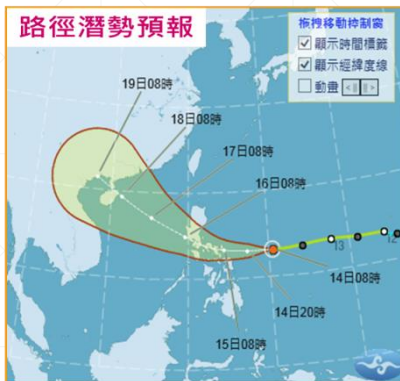 路徑潛勢預報
拖拽移動控制窗
顯示時間標籤
顯示經緯度線
動畫
19日08時
18日08時
17日08時
16日08時
13
12
14日08時
14日20時
15日08時